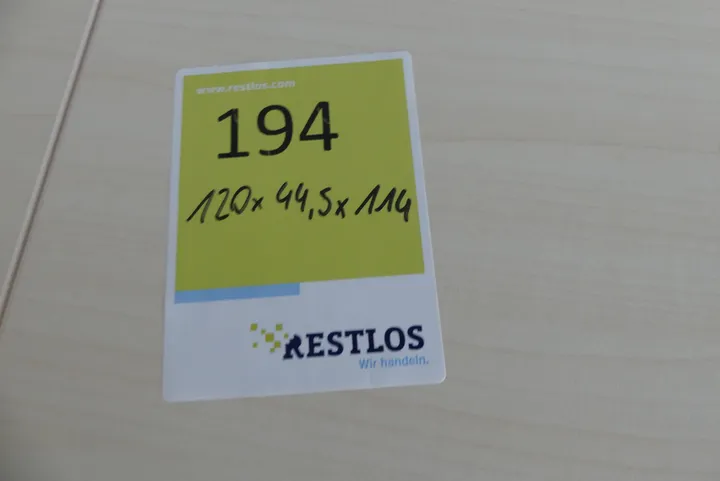 www.restlos.com
194
120x 44,5x 114
RESTLOS
Wir handeln.